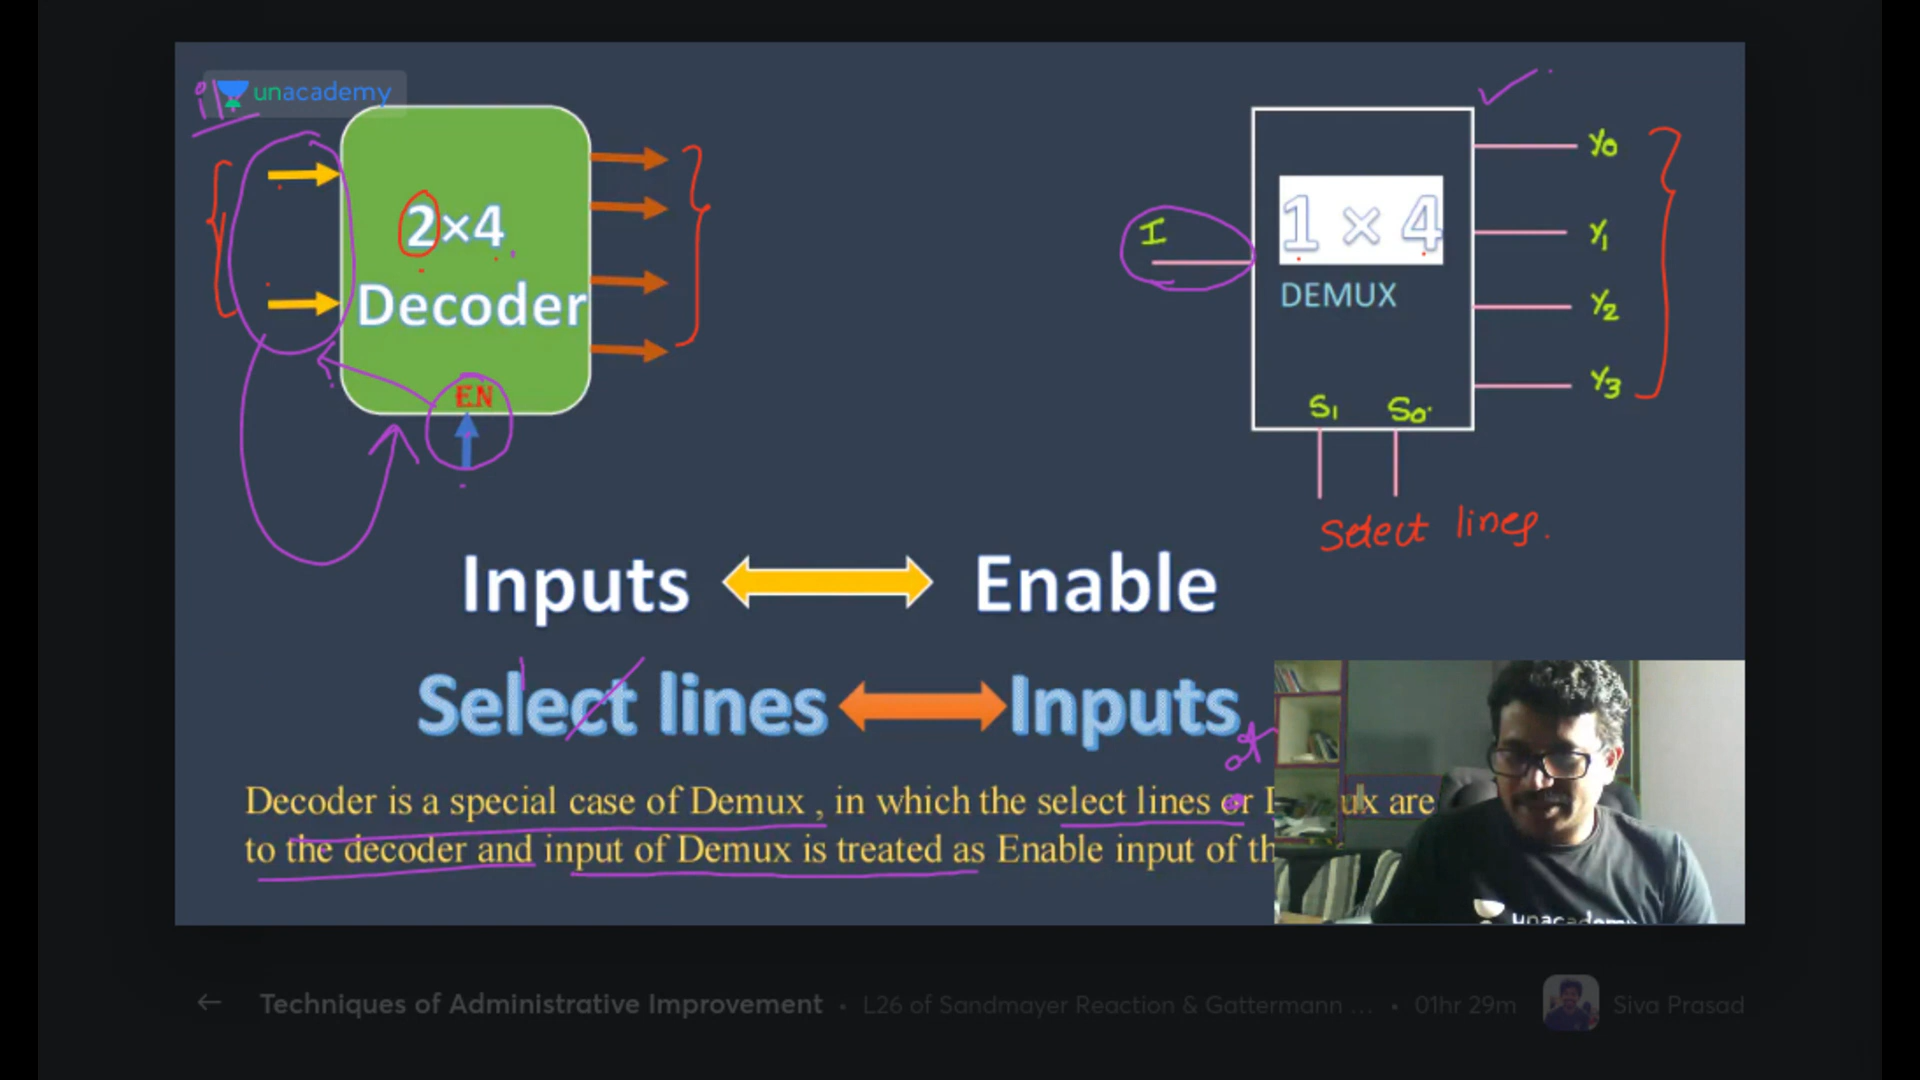 unacademy
2×4
Decoder
EN
I
1 × 4
DEMUX
Y0
Y1
Y2
Y3
S1 S0
Select lines.
Inputs Enable
Select lines Inputs
of
Decoder is a special case of Demux , in which the select lines or ux are
to the decoder and input of Demux is treated as Enable input of th
unacademy
Techniques of Administrative Improvement • L26 of Sandmayer Reaction & Gattermann ... • 01hr 29m Siva Prasad